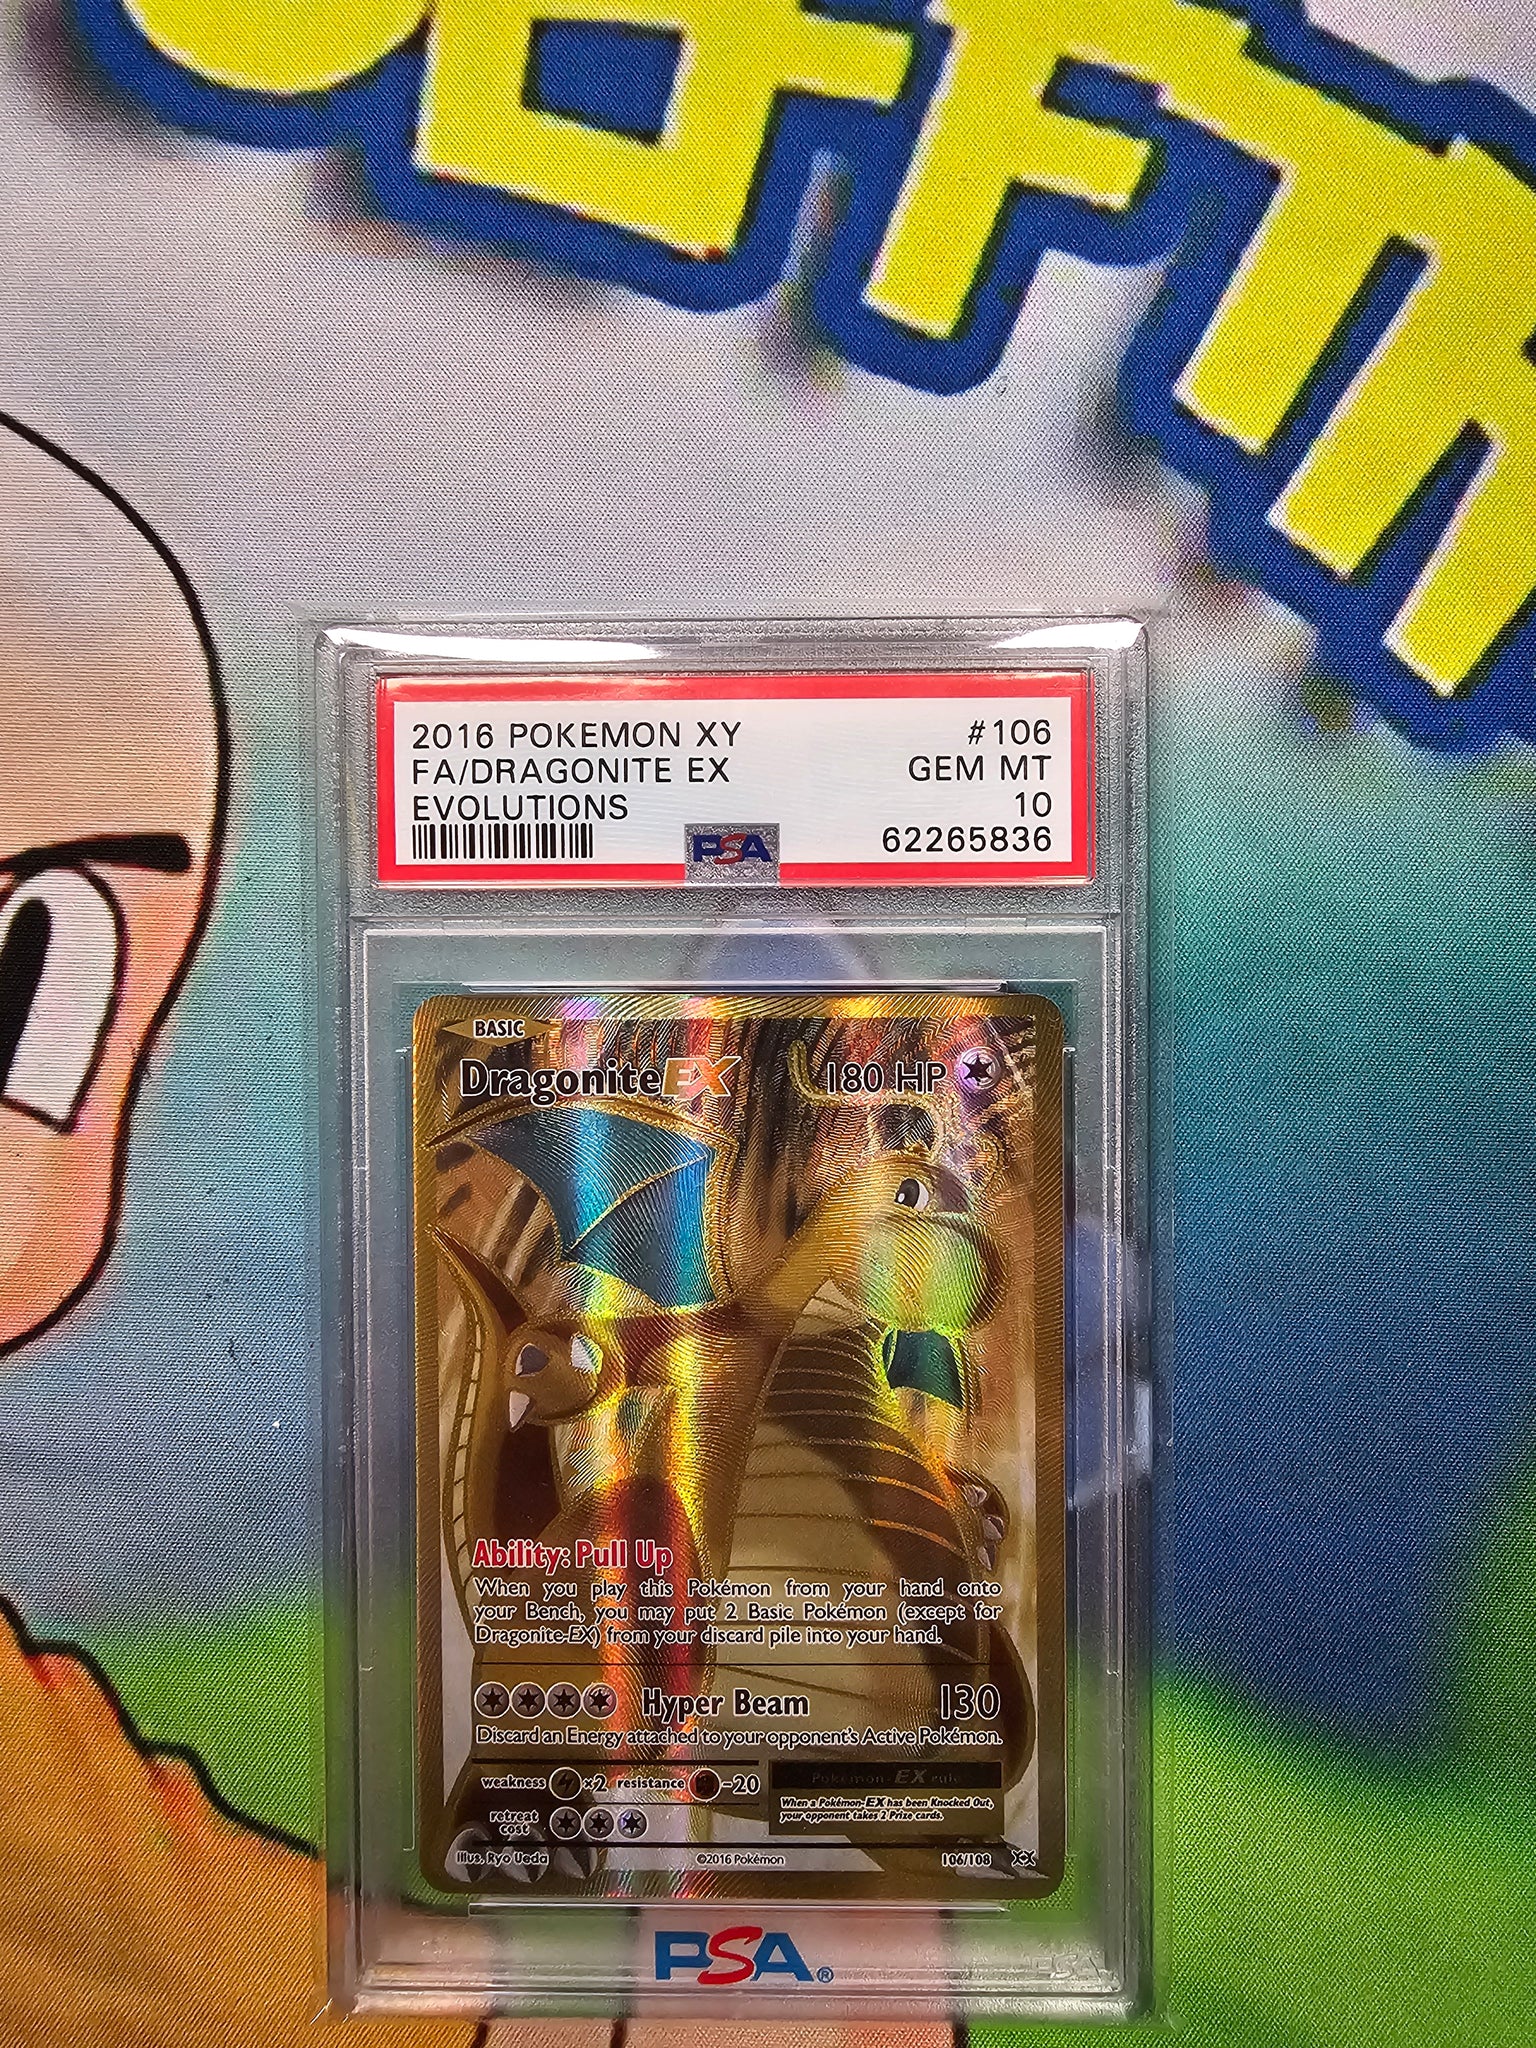 2016 POKEMON XY #106
FA/DRAGONITE EX GEM MT
EVOLUTIONS 10
PSA 62265836
BASIC
DragoniteEX 180 HP
Ability: Pull Up
When you play this Pokémon from your hand onto
your Bench, you may put 2 Basic Pokémon (except for
Dragonite-EX) from your discard pile into your hand.
Hyper Beam 130
Discard an Energy attached to your opponent's Active Pokémon.
weakness ×2 resistance -20
Pokémon-EX rule
When a Pokémon-EX has been Knocked Out,
your opponent takes 2 Prize cards.
retreat
cost
Illus. Ryo Ueda ©2016 Pokémon 106/108
PSA®